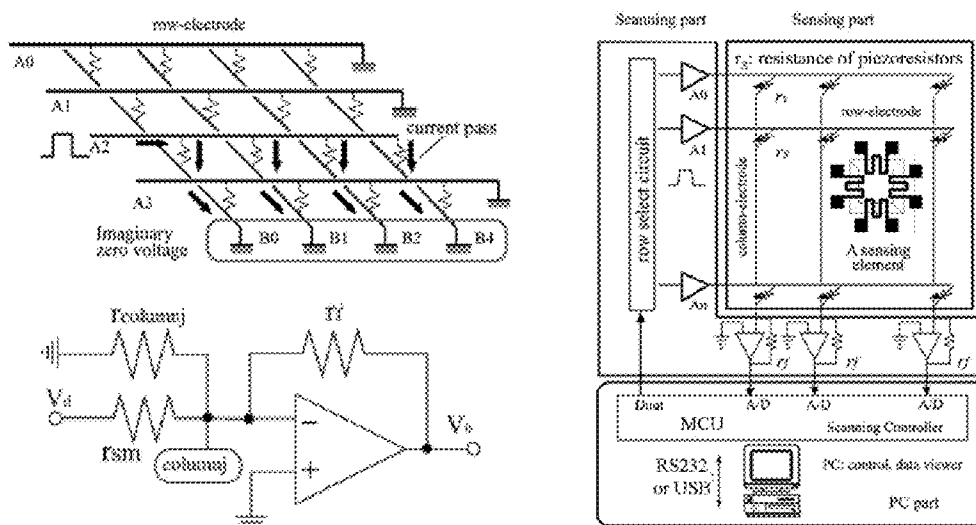 row-electrode
A0
A1
A2
current pass
A3
Imaginary
zero voltage
B0
B1
B2
B4
rcolumnj
rf
Vd
rsm
columnj
−
+
Scanning part
Sensing part
row select circuit
A0
A1
An
: resistance of piezoresistors
row-electrode
column-electrode
A sensing
element
rf
rf
rf
Dout
A/D
A/D
A/D
MCU
Scanning Controller
RS232
or USB
PC: control, data viewer
PC part